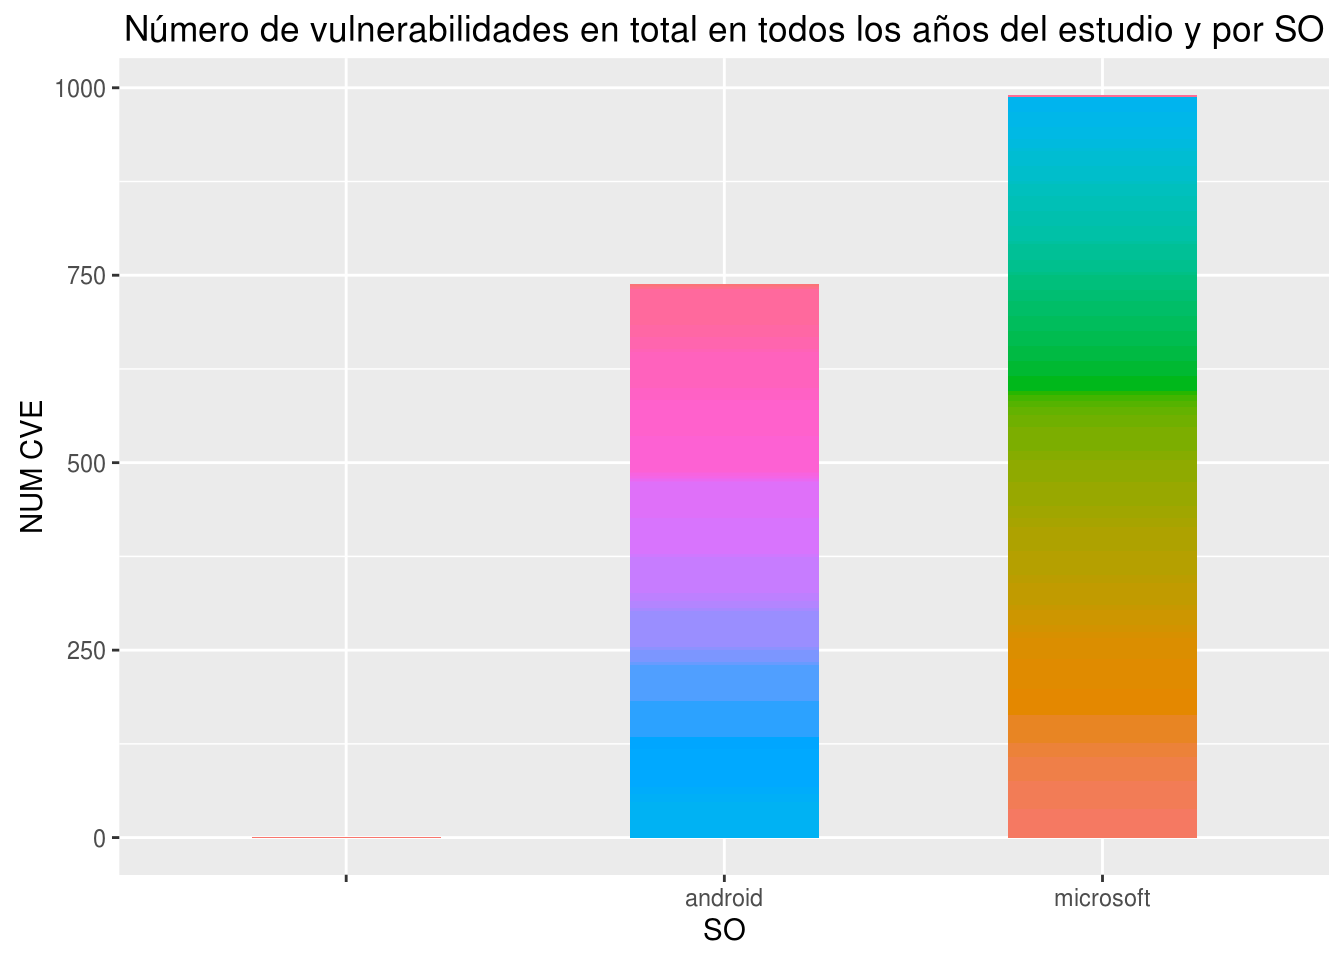 Número de vulnerabilidades en total en todos los años del estudio y por SO
1000
750
500
250
0
NUM CVE
android
microsoft
SO